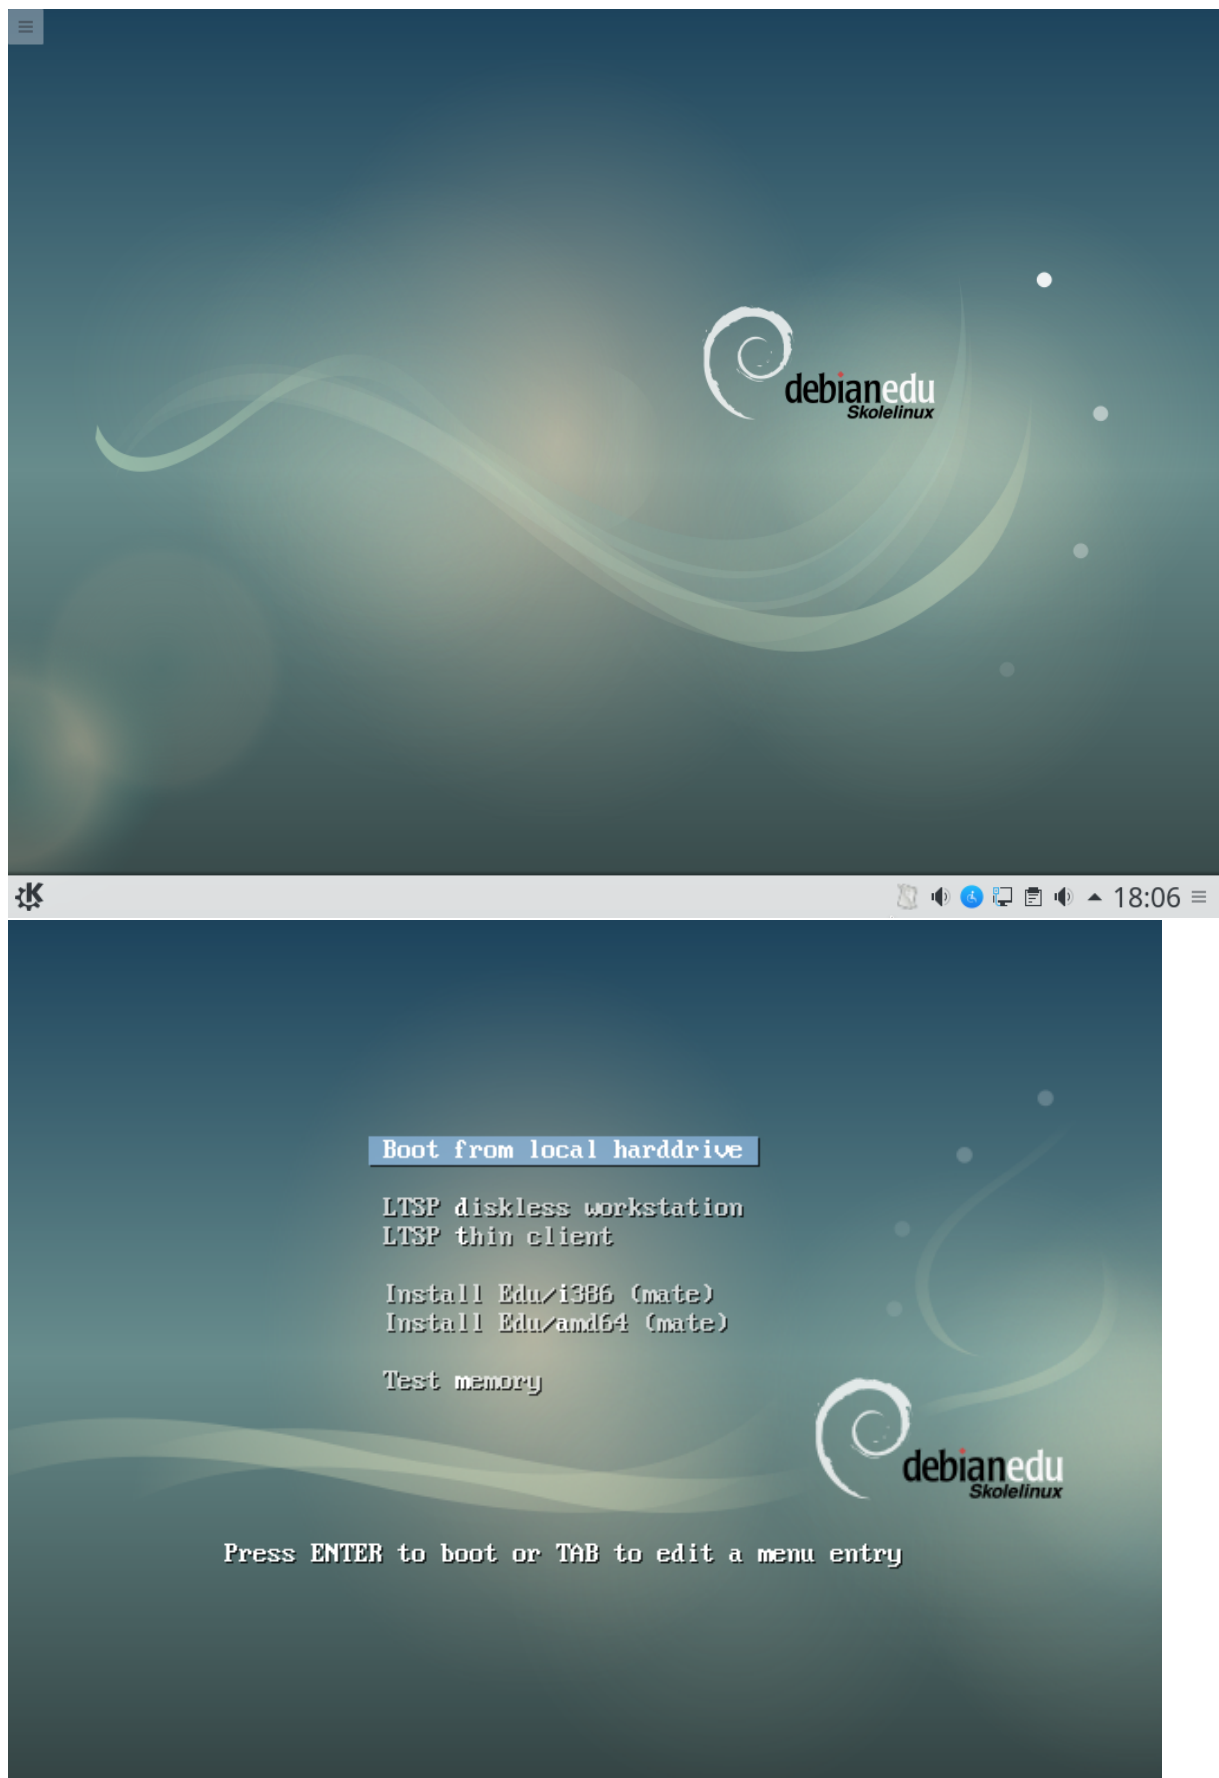 debianedu
Skolelinux
18:06
Boot from local harddrive
LTSP diskless workstation
LTSP thin client
Install Edu/i386 (mate)
Install Edu/amd64 (mate)
Test memory
debianedu
Skolelinux
Press ENTER to boot or TAB to edit a menu entry